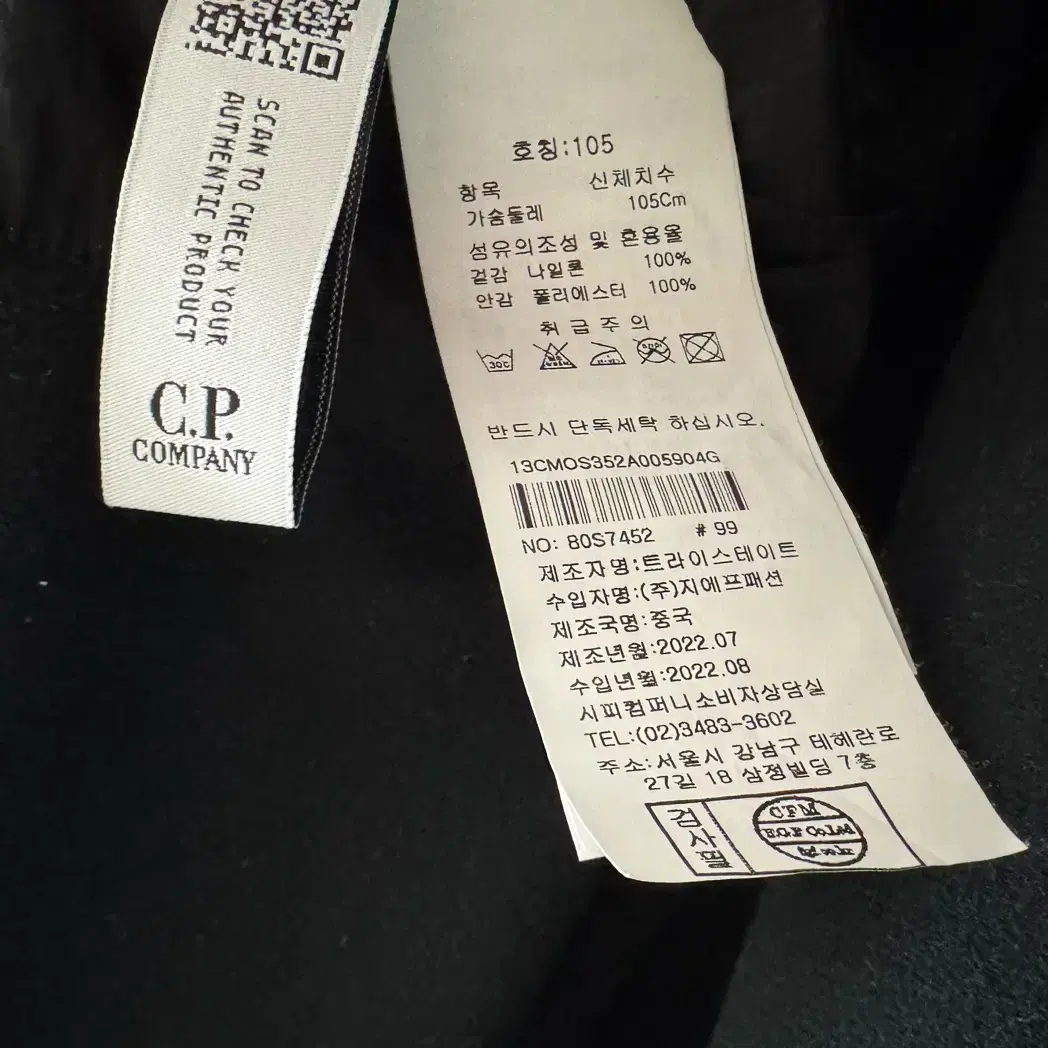 SCAN TO CHECK YOUR
AUTHENTIC PRODUCT
C.P.
COMPANY
호칭:105
항목 신체치수
가슴둘레 105Cm
섬유의조성 및 혼용율
겉감 나일론 100%
안감 폴리에스터 100%
취급주의
30℃
반드시 단독세탁 하십시오.
13CMOS352A005904G
NO: 80S7452 #99
제조자명:트라이스테이트
수입자명:(주)지에프패션
제조국명:중국
제조년월:2022.07
수입년월:2022.08
시피컴퍼니소비자상담실
TEL:(02)3483-3602
주소:서울시 강남구 테헤란로
27길 18 삼정빌딩 7층
검사필
CFM